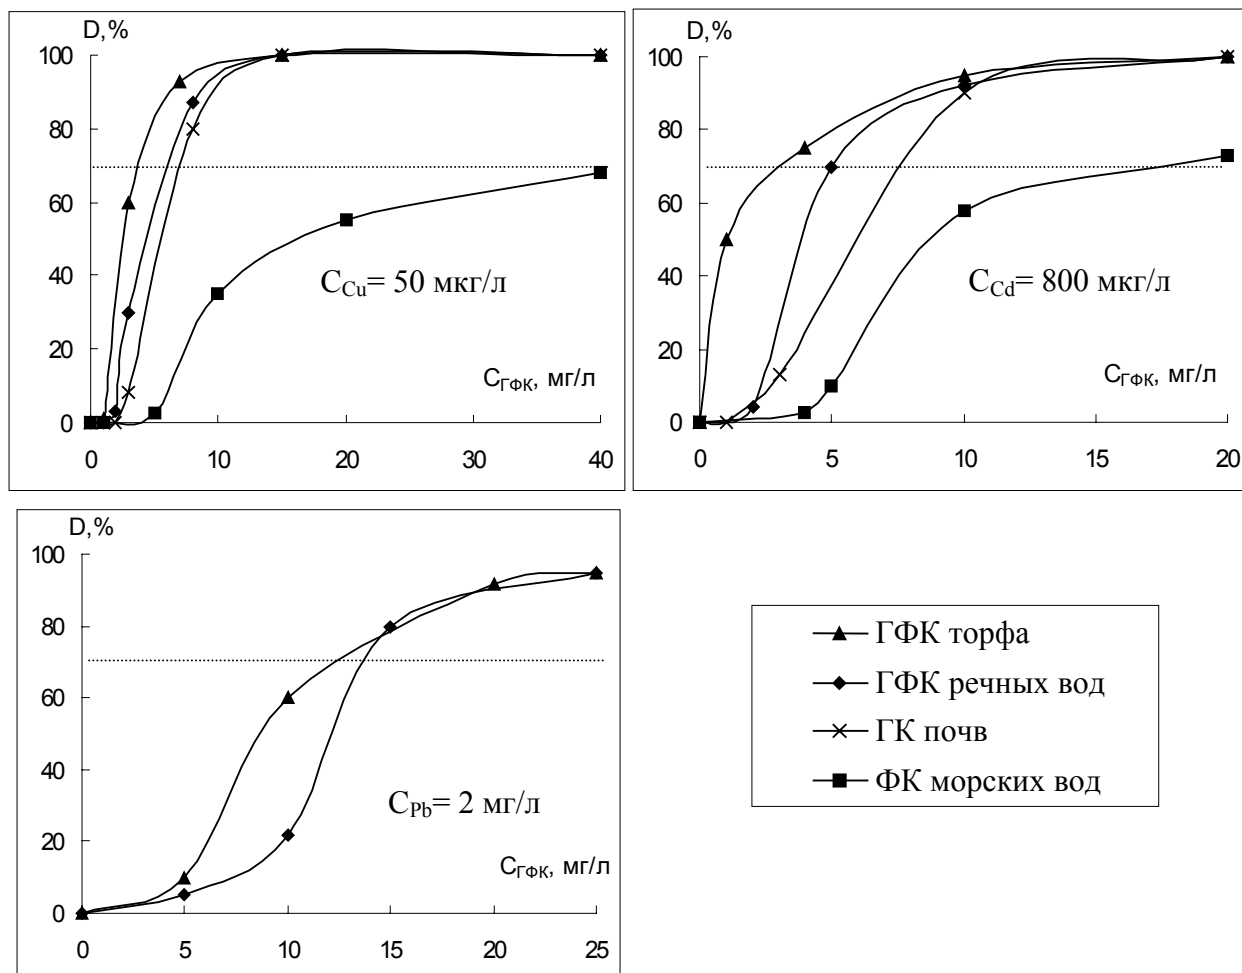 D,%
100
80
60
40
20
0
C_Cu= 50 мкг/л
C_ГФК, мг/л
0 10 20 30 40
D,%
100
80
60
40
20
0
C_Cd= 800 мкг/л
C_ГФК, мг/л
0 5 10 15 20
D,%
100
80
60
40
20
0
C_Pb= 2 мг/л
C_ГФК, мг/л
0 5 10 15 20 25
ГФК торфа
ГФК речных вод
ГК почв
ФК морских вод